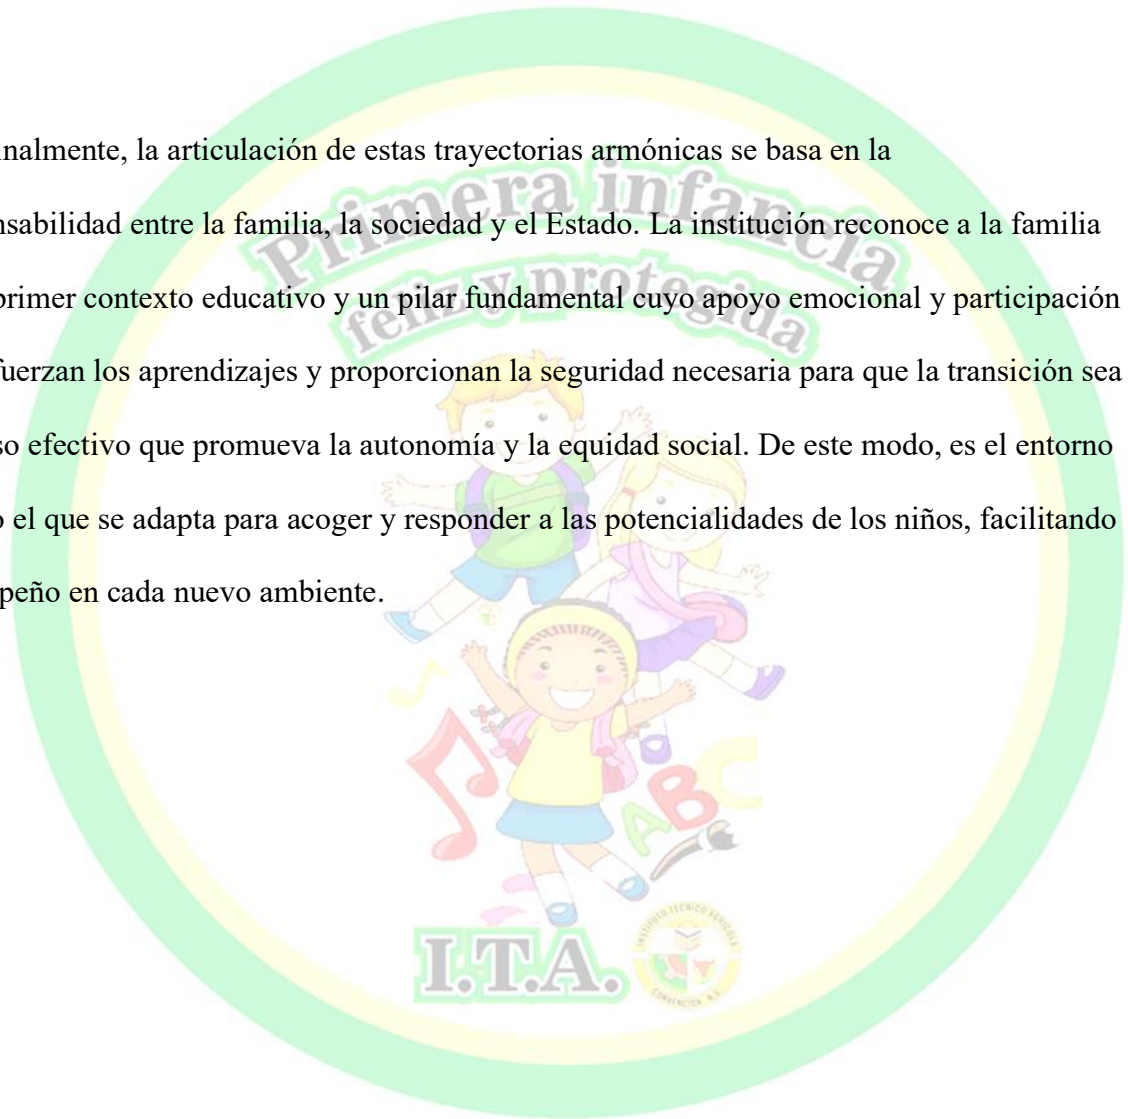 inalmente, la articulación de estas trayectorias armónicas se basa en la
nsabilidad entre la familia, la sociedad y el Estado. La institución reconoce a la familia
primer contexto educativo y un pilar fundamental cuyo apoyo emocional y participación
fuerzan los aprendizajes y proporcionan la seguridad necesaria para que la transición sea
so efectivo que promueva la autonomía y la equidad social. De este modo, es el entorno
o el que se adapta para acoger y responder a las potencialidades de los niños, facilitando
peño en cada nuevo ambiente.
Primera infancia
feliz y protegida
ABC
I.T.A.
INSTITUTO TECNICO AGRICOLA
CONVENCIÓN N.S.